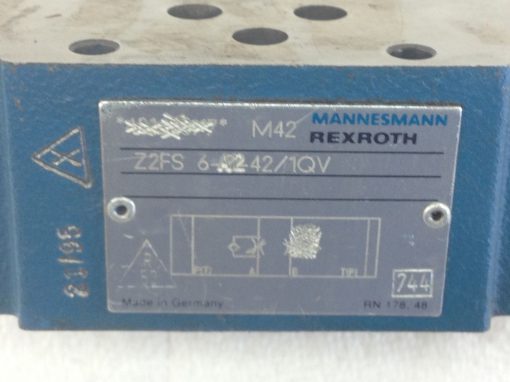 M42 MANNESMANN
REXROTH
Z2FS 6- 42/1QV
21/95
P(T) A B T(P)
744
Made in Germany RN 178. 48